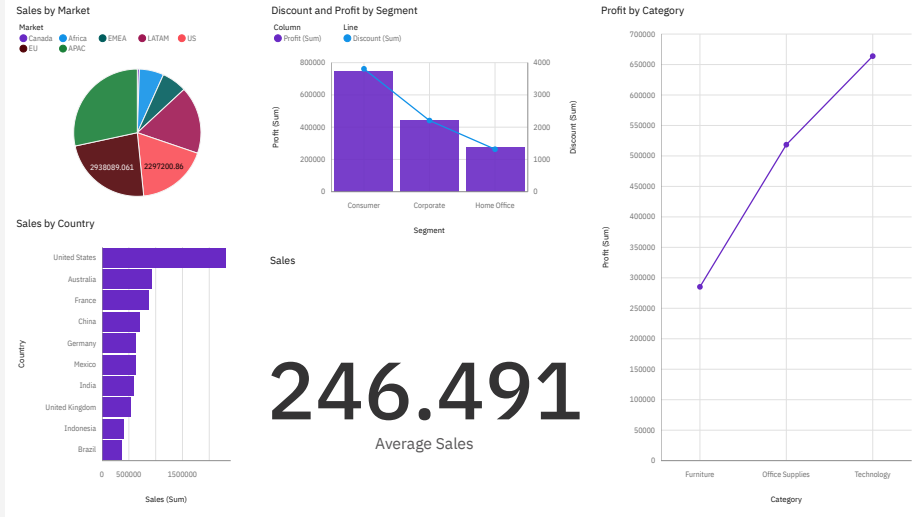 Sales by Market
Market
Canada Africa EMEA LATAM US
EU APAC
2938089.061 2297200.86
Sales by Country
Country
United States
Australia
France
China
Germany
Mexico
India
United Kingdom
Indonesia
Brazil
0 500000 1500000
Sales (Sum)
Discount and Profit by Segment
Column Line
Profit (Sum) Discount (Sum)
Profit (Sum)
800000 4000
600000 3000
400000 2000
200000 1000
0 0
Discount (Sum)
Consumer Corporate Home Office
Segment
Sales
246.491
Average Sales
Profit by Category
Profit (Sum)
700000
650000
600000
550000
500000
450000
400000
350000
300000
250000
200000
150000
100000
50000
0
Furniture Office Supplies Technology
Category